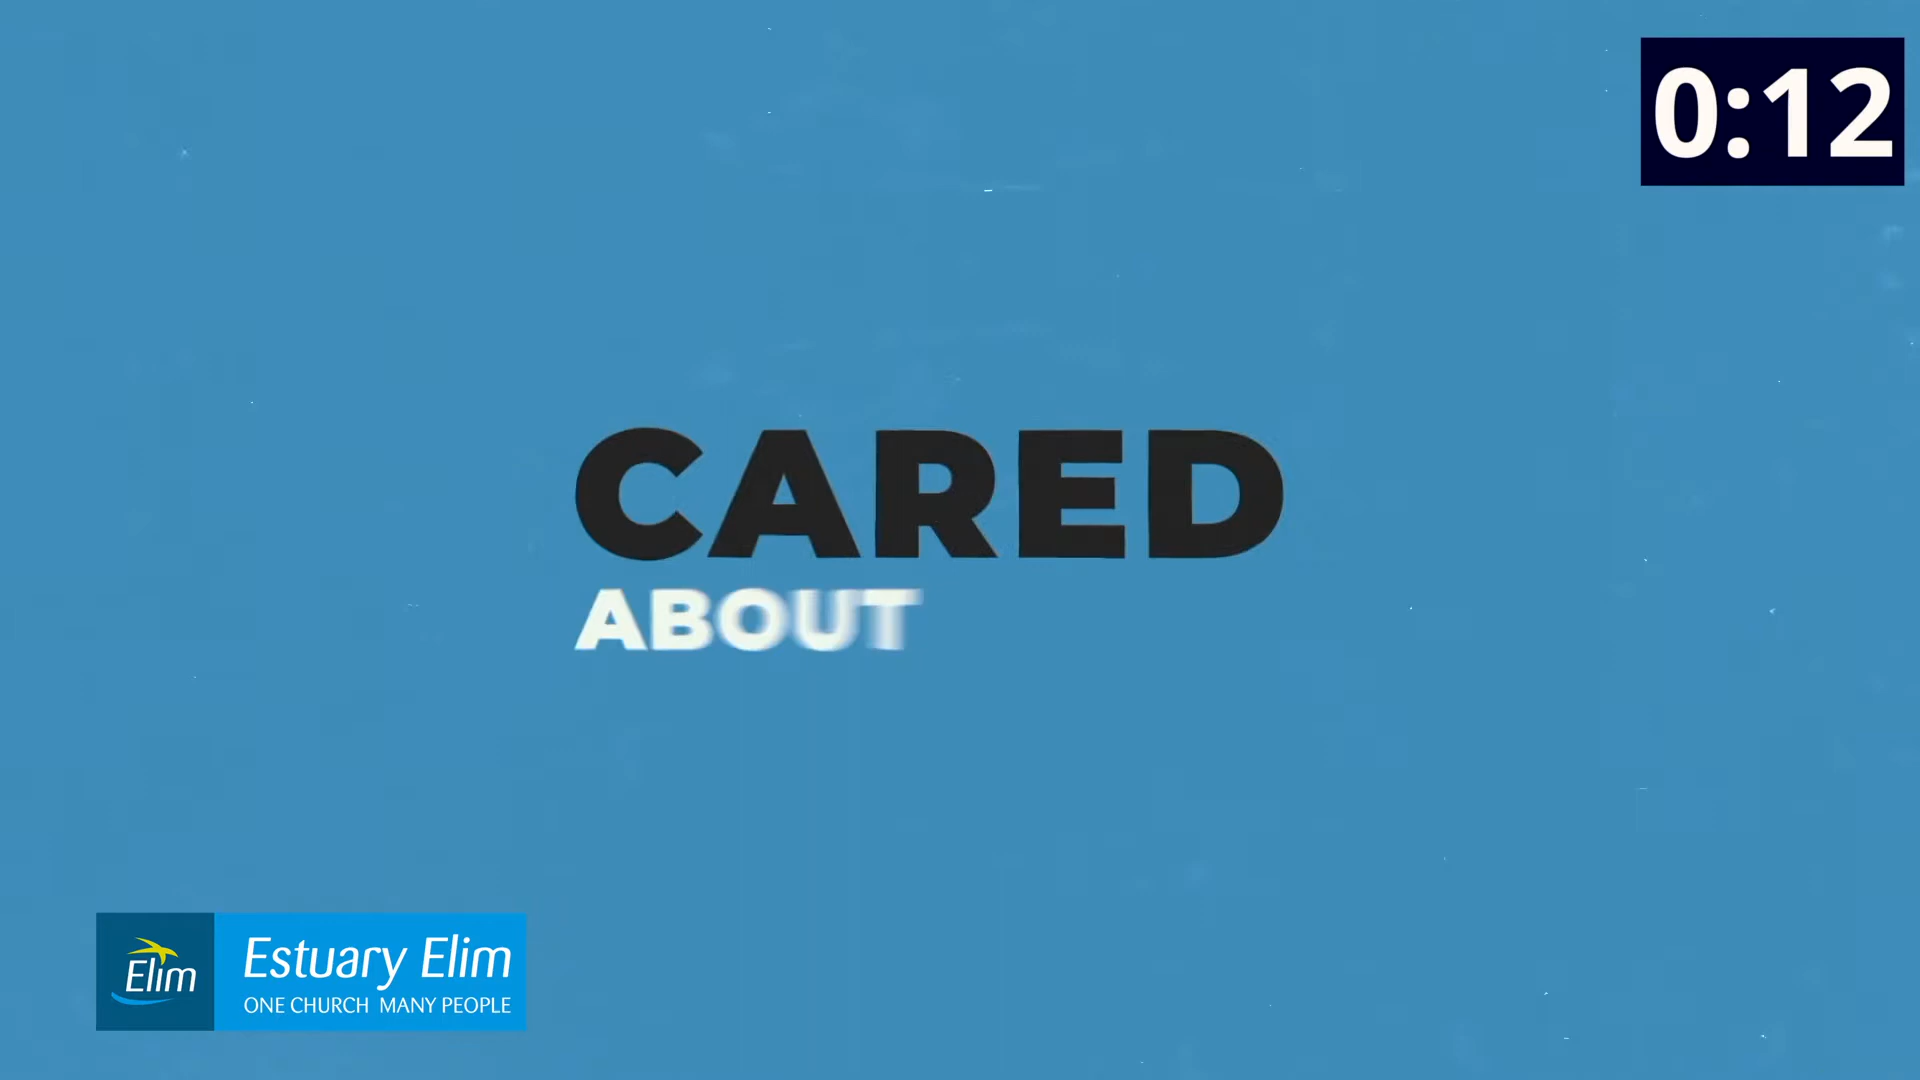 0:12
CARED
ABOUT
Elim
Estuary Elim
ONE CHURCH MANY PEOPLE